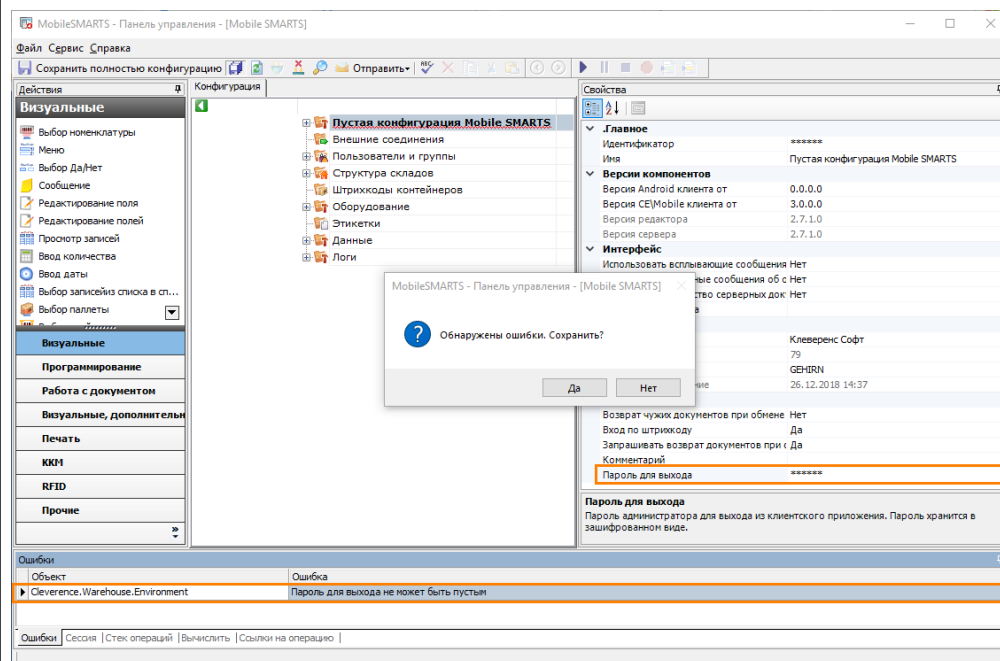 MobileSMARTS - Панель управления - [Mobile SMARTS]
Файл Сервис Справка
Сохранить полностью конфигурацию Отправить
Действия
Визуальные
Выбор номенклатуры
Меню
Выбор Да/Нет
Сообщение
Редактирование поля
Редактирование полей
Просмотр записей
Ввод количества
Ввод даты
Выбор записейиз списка в сп...
Выбор паллеты
Визуальные
Программирование
Работа с документом
Визуальные, дополнительн
Печать
ККМ
RFID
Прочие
Конфигурация
Пустая конфигурация Mobile SMARTS
Внешние соединения
Пользователи и группы
Структура складов
Штрихкоды контейнеров
Оборудование
Этикетки
Данные
Логи
MobileSMARTS - Панель управления - [Mobile SMARTS]
Обнаружены ошибки. Сохранить?
Да Нет
Свойства
.Главное
Идентификатор ******
Имя Пустая конфигурация Mobile SMARTS
Версии компонентов
Версия Android клиента от 0.0.0.0
Версия CE\Mobile клиента от 3.0.0.0
Версия редактора 2.7.1.0
Версия сервера 2.7.1.0
Интерфейс
Использовать всплывающие сообщения Нет
ные сообщения об с Нет
тво серверных док Нет
а
Клеверенс Софт
79
GEHIRN
ние 26.12.2018 14:37
Возврат чужих документов при обмене Нет
Вход по штрихкоду Да
Запрашивать возврат документов при с Да
Комментарий
Пароль для выхода ******
Пароль для выхода
Пароль администратора для выхода из клиентского приложения. Пароль хранится в
зашифрованном виде.
Ошибки
Объект Ошибка
Cleverence.Warehouse.Environment Пароль для выхода не может быть пустым
Ошибки Сессия Стек операций Вычислить Ссылки на операцию